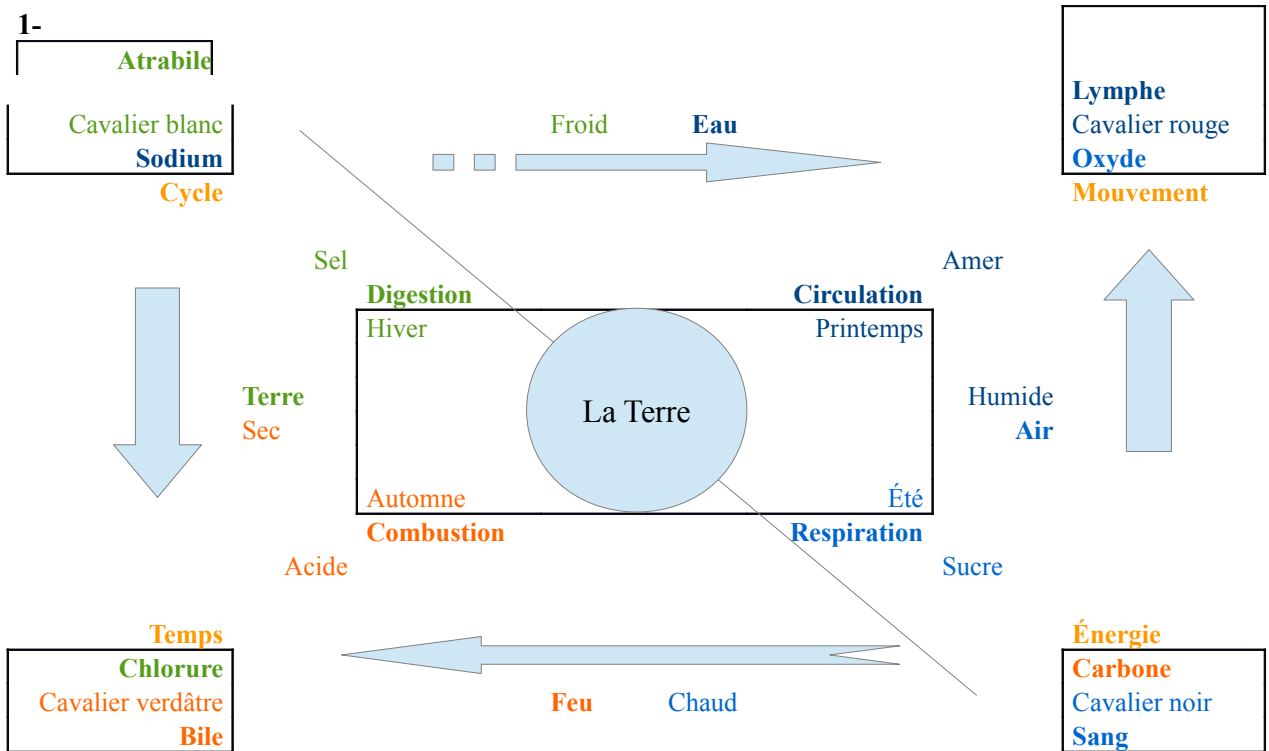 1-
Atrabile
Lymphe
Cavalier blanc
Froid Eau
Cavalier rouge
Sodium
Oxyde
Cycle
Mouvement
Sel
Amer
Digestion
Circulation
Hiver
Printemps
Terre
La Terre
Humide
Sec
Air
Automne
Été
Combustion
Respiration
Acide
Sucre
Temps
Énergie
Chlorure
Carbone
Cavalier verdâtre
Feu Chaud
Cavalier noir
Bile
Sang